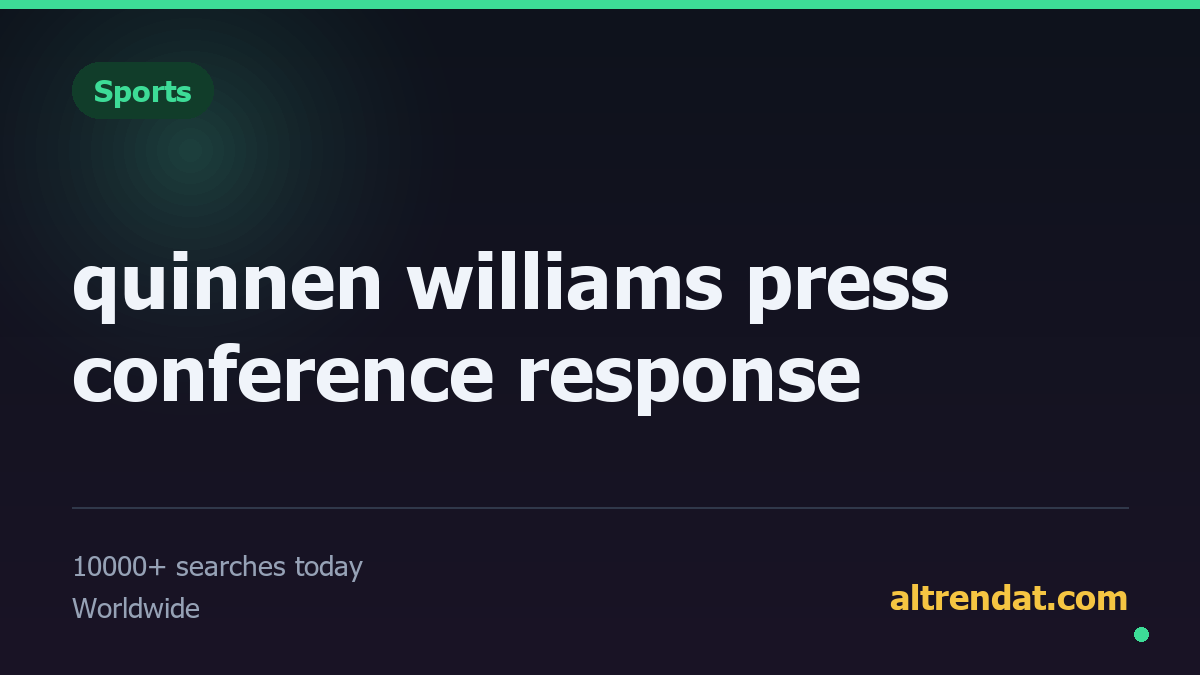 Sports
quinnen williams press
conference response
10000+ searches today
Worldwide
altrendat.com